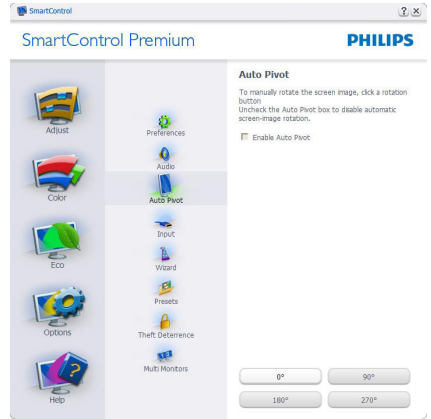 SmartControl
SmartControl Premium
PHILIPS
Adjust
Color
Eco
Options
Help
Preferences
Audio
Auto Pivot
Input
Wizard
Presets
Theft Deterrence
Multi Monitors
Auto Pivot
To manually rotate the screen image, click a rotation
button
Uncheck the Auto Pivot box to disable automatic
screen-image rotation.
Enable Auto Pivot
0°
90°
180°
270°